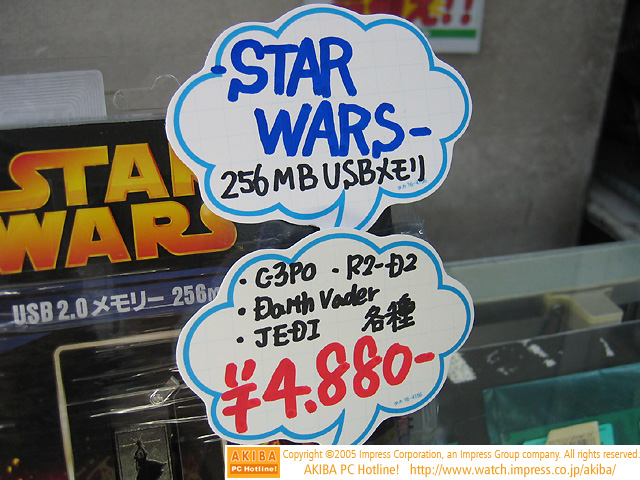 -STAR
WARS-
256MB USBメモリ
STAR
WARS
USB 2.0 メモリー 256M
・C-3PO ・R2-D2
・Darth Vader
・JEDI 各種
¥4.880-
AKIBA
PC Hotline!
Copyright ©2005 Impress Corporation, an Impress Group company. All rights reserved.
AKIBA PC Hotline! http://www.watch.impress.co.jp/akiba/